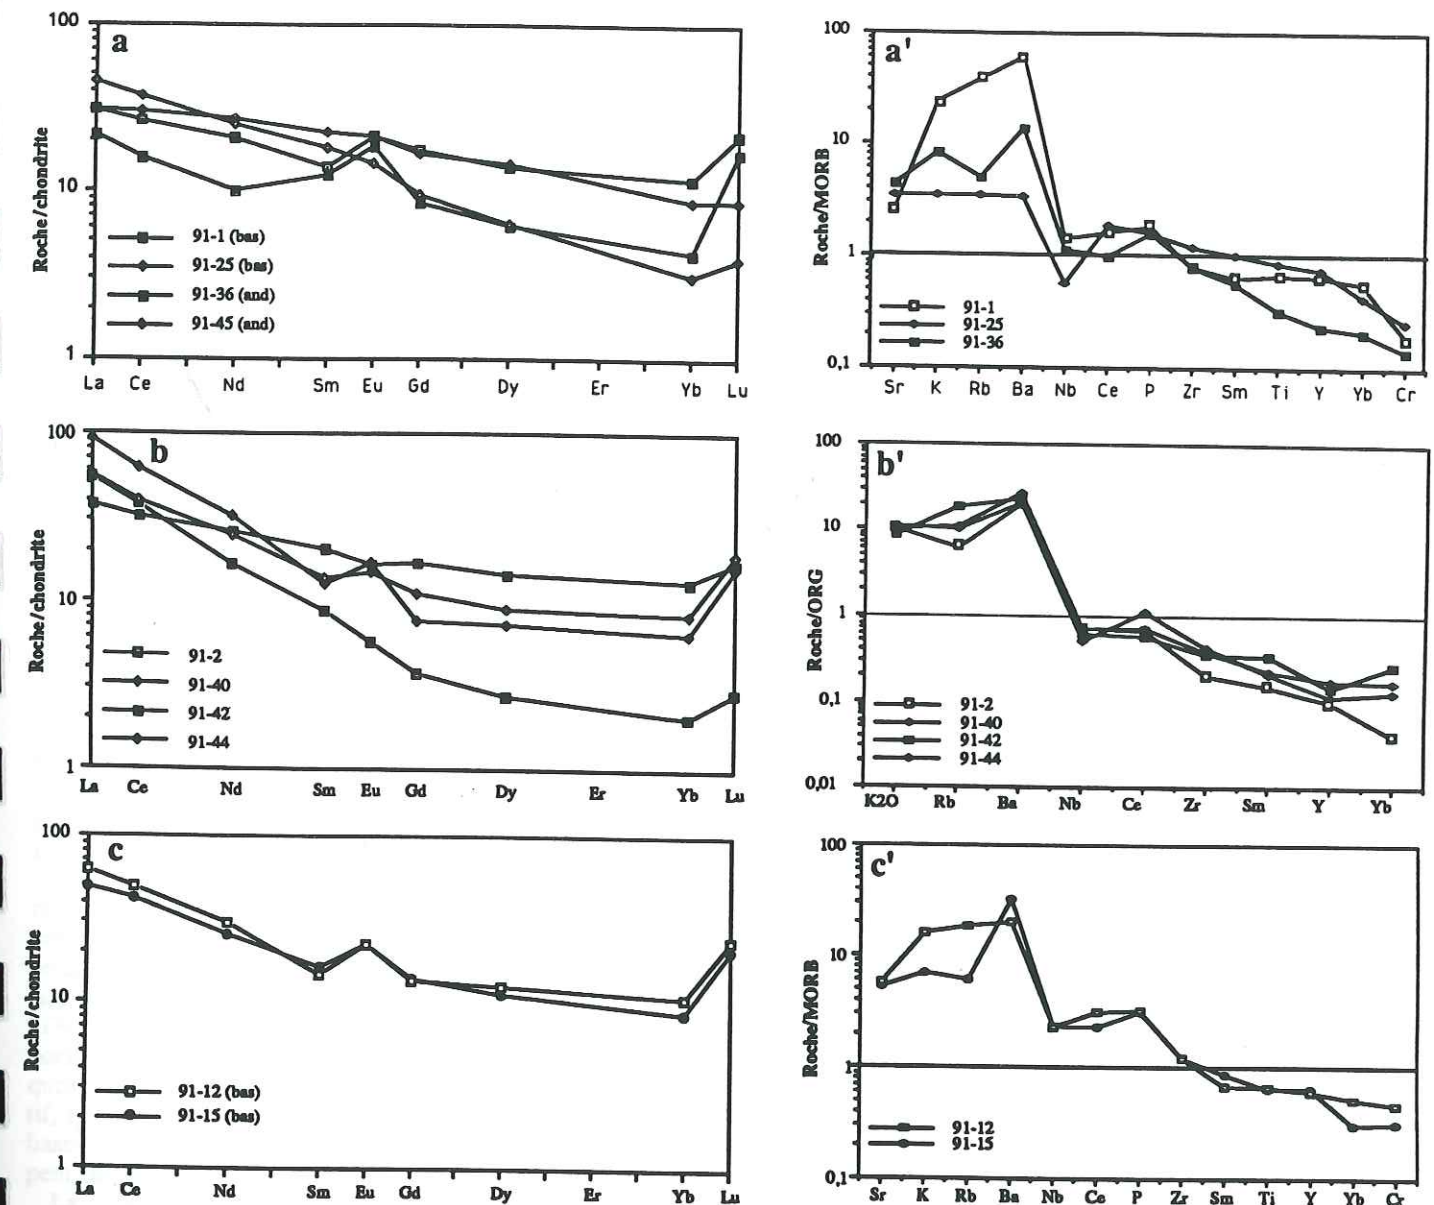 100
a
Roche/chondrite
10
91-1 (bas)
91-25 (bas)
91-36 (and)
91-45 (and)
1
La Ce Nd Sm Eu Gd Dy Er Yb Lu
100
a'
Roche/MORB
10
1
91-1
91-25
91-36
0,1
Sr K Rb Ba Nb Ce P Zr Sm Ti Y Yb Cr
100
b
Roche/chondrite
10
91-2
91-40
91-42
91-44
1
La Ce Nd Sm Eu Gd Dy Er Yb Lu
100
b'
10
Roche/ORG
1
0,1
91-2
91-40
91-42
91-44
0,01
K2O Rb Ba Nb Ce Zr Sm Y Yb
100
c
Roche/chondrite
10
91-12 (bas)
91-15 (bas)
1
La Ce Nd Sm Eu Gd Dy Er Yb Lu
100
c'
10
Roche/MORB
1
91-12
91-15
0,1
Sr K Rb Ba Nb Ce P Zr Sm Ti Y Yb Cr